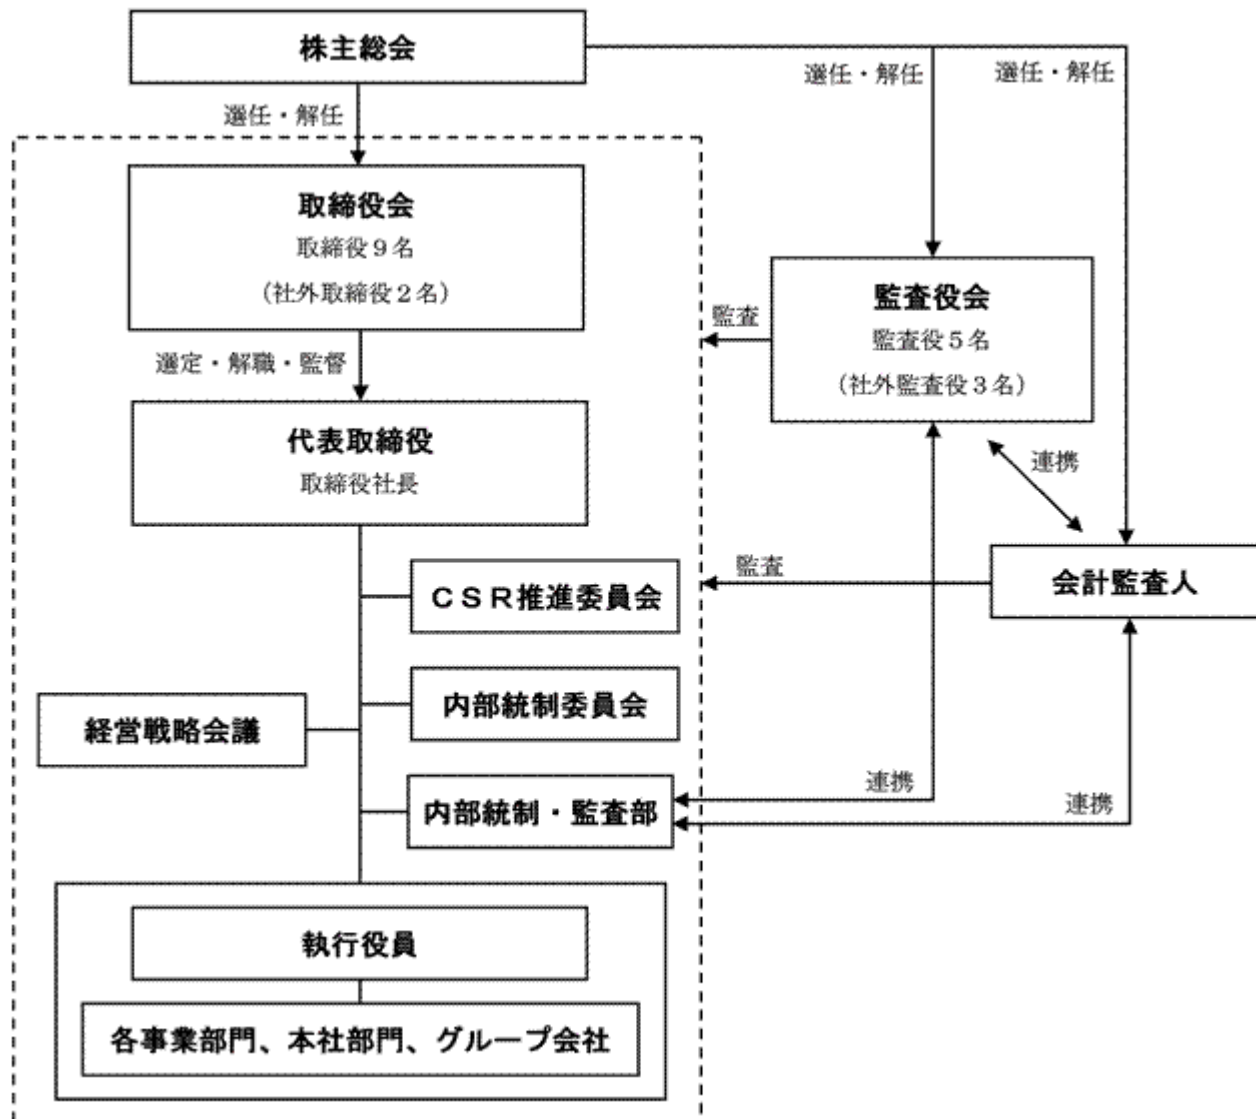 株主総会
選任・解任
選任・解任
選任・解任
取締役会
取締役９名
（社外取締役２名）
監査役会
監査役５名
（社外監査役３名）
監査
選定・解職・監督
代表取締役
取締役社長
連携
会計監査人
監査
ＣＳＲ推進委員会
内部統制委員会
経営戦略会議
内部統制・監査部
連携
連携
執行役員
各事業部門、本社部門、グループ会社